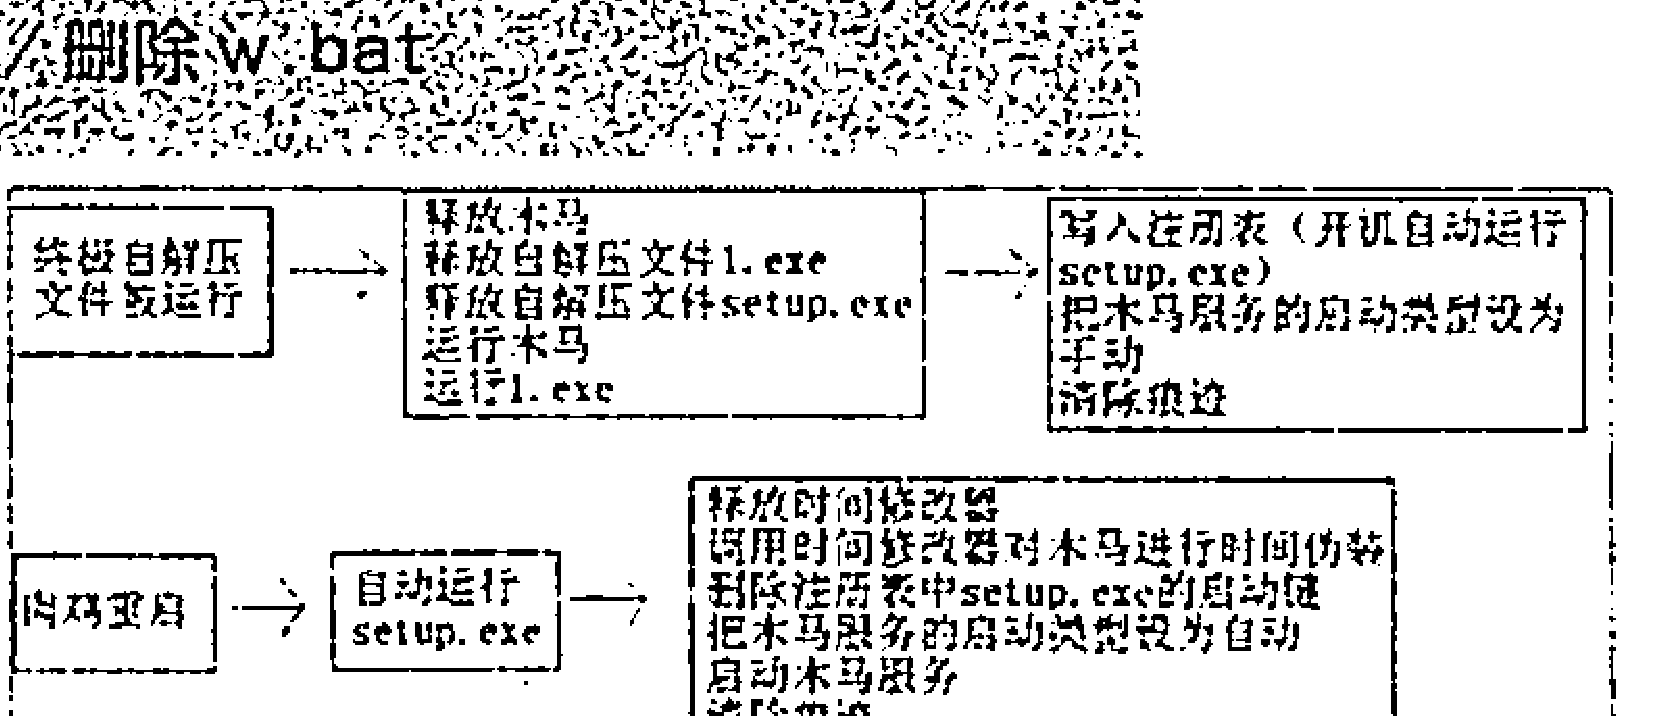 // 删除 w.bat
终极自解压
文件被运行
释放木马
释放自解压文件1.exe
释放自解压文件setup.exe
运行木马
运行1.exe
写入注册表（开机自动运行
setup.exe）
把木马服务的启动类型设为
手动
清除痕迹
重启
自动运行
setup.exe
释放时间修改器
调用时间修改器对木马进行时间伪装
删除注册表中setup.exe的启动键
把木马服务的启动类型设为自动
启动木马服务
清除痕迹